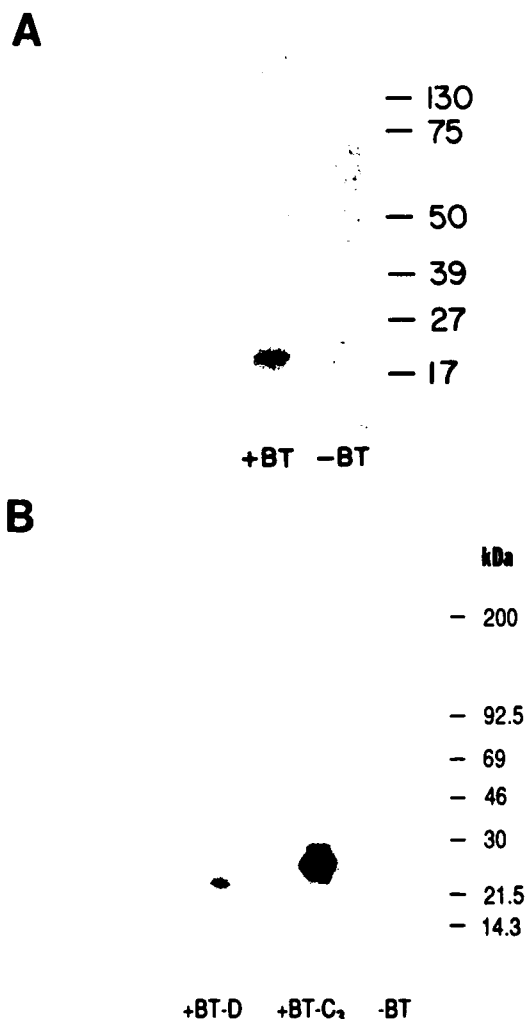 A
— 130
— 75
— 50
— 39
— 27
— 17
+BT −BT
B
kDa
— 200
— 92.5
— 69
— 46
— 30
— 21.5
— 14.3
+BT-D +BT-C₃ -BT